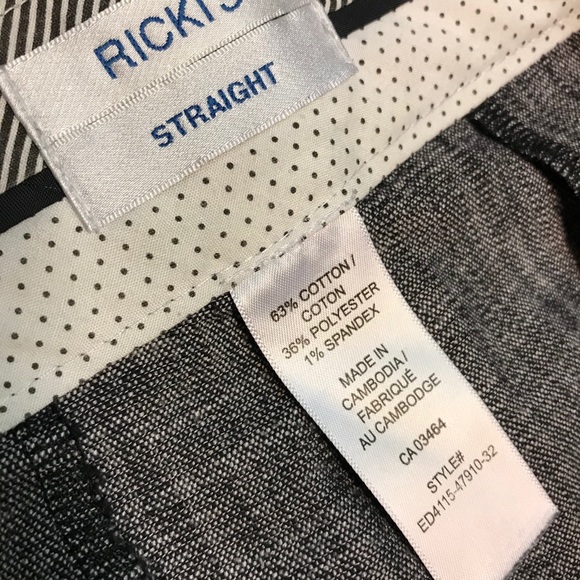 RICKI'S
STRAIGHT
63% COTTON /
COTON
36% POLYESTER
1% SPANDEX
MADE IN
CAMBODIA /
FABRIQUÉ
AU CAMBODGE
CA 03464
STYLE#
ED4115-47910-32